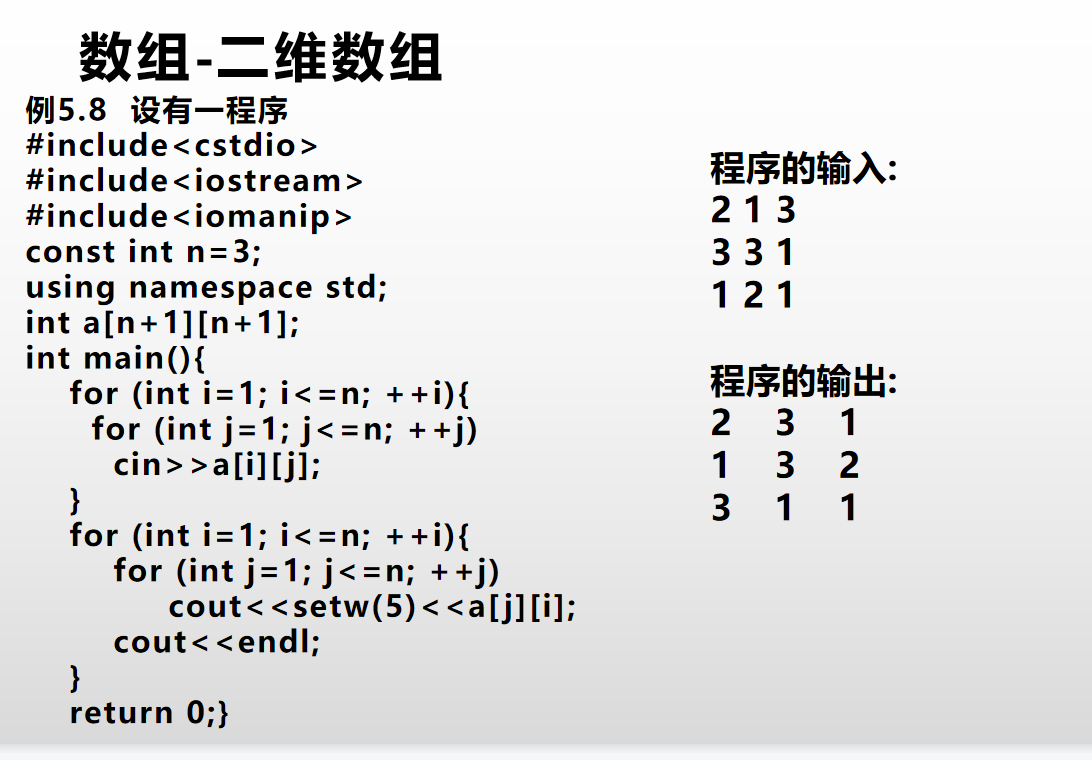 数组-二维数组
例5.8 设有一程序
#include<cstdio>
#include<iostream>
#include<iomanip>
const int n=3;
using namespace std;
int a[n+1][n+1];
int main(){
for (int i=1; i<=n; ++i){
for (int j=1; j<=n; ++j)
cin>>a[i][j];
}
for (int i=1; i<=n; ++i){
for (int j=1; j<=n; ++j)
cout<<setw(5)<<a[j][i];
cout<<endl;
}
return 0;}
程序的输入:
2 1 3
3 3 1
1 2 1
程序的输出:
2 3 1
1 3 2
3 1 1